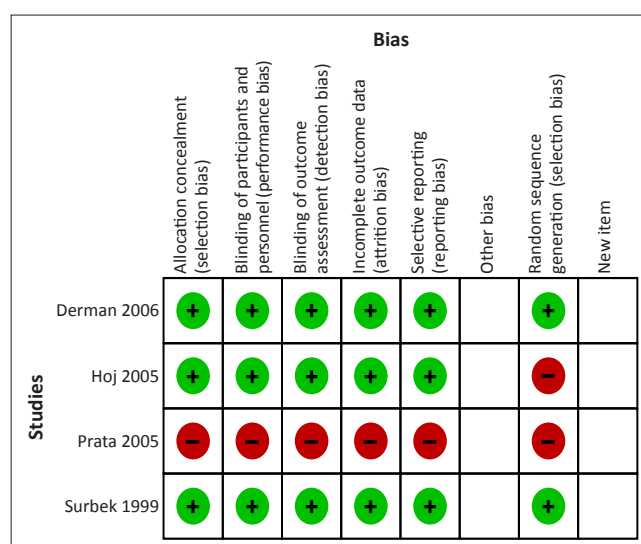 Bias
Allocation concealment
(selection bias)
Blinding of participants and
personnel (performance bias)
Blinding of outcome
assessment (detection bias)
Incomplete outcome data
(attrition bias)
Selective reporting
(reporting bias)
Other bias
Random sequence
generation (selection bias)
New item
Studies
Derman 2006 + + + + + +
Hoj 2005 + + + + + −
Prata 2005 − − − − − −
Surbek 1999 + + + + + +